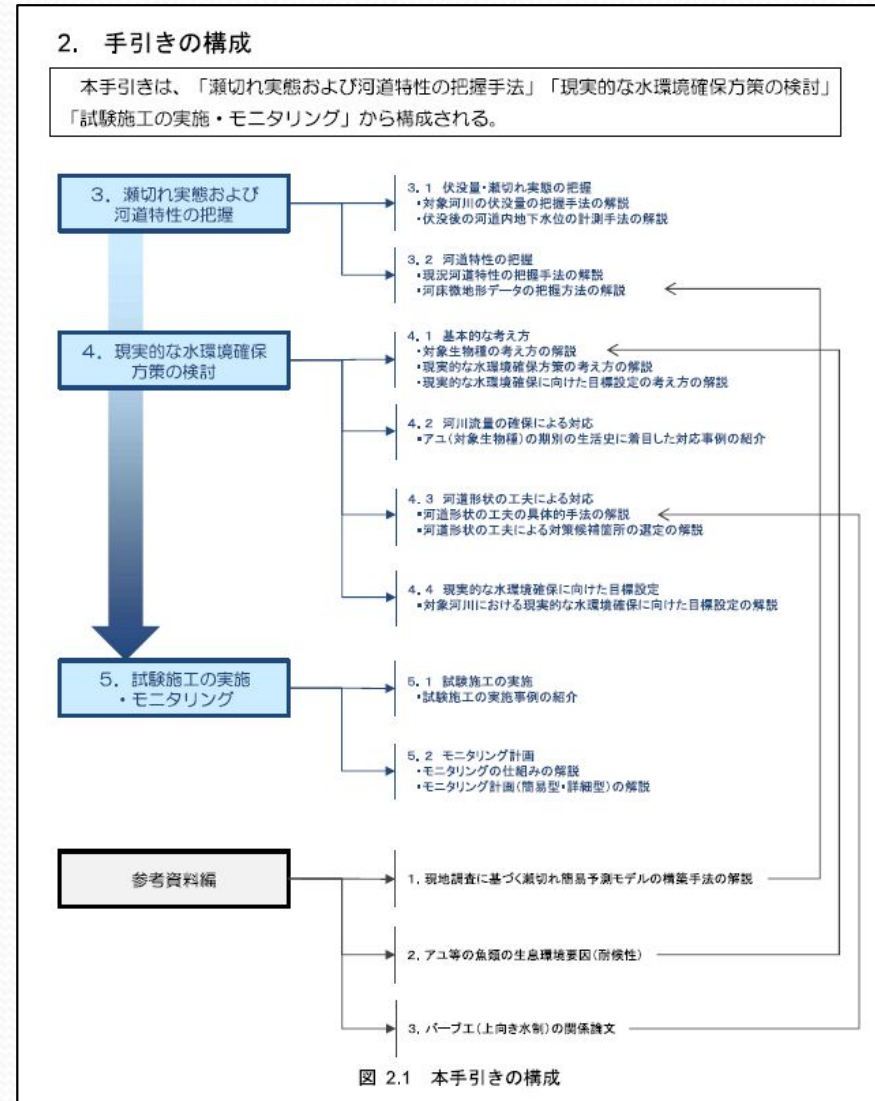 2. 手引きの構成
本手引きは、「瀬切れ実態および河道特性の把握手法」「現実的な水環境確保方策の検討」
「試験施工の実施・モニタリング」から構成される。
3. 瀬切れ実態および
河道特性の把握
3.1 伏没量・瀬切れ実態の把握
・対象河川の伏没量の把握手法の解説
・伏没後の河道内地下水位の計測手法の解説
3.2 河道特性の把握
・現況河道特性の把握手法の解説
・河床微地形データの把握方法の解説
4. 現実的な水環境確保
方策の検討
4.1 基本的な考え方
・対象生物種の考え方の解説
・現実的な水環境確保方策の考え方の解説
・現実的な水環境確保に向けた目標設定の考え方の解説
4.2 河川流量の確保による対応
・アユ(対象生物種)の期別の生活史に着目した対応事例の紹介
4.3 河道形状の工夫による対応
・河道形状の工夫の具体的手法の解説
・河道形状の工夫による対策候補箇所の選定の解説
4.4 現実的な水環境確保に向けた目標設定
・対象河川における現実的な水環境確保に向けた目標設定の解説
5. 試験施工の実施
・モニタリング
5.1 試験施工の実施
・試験施工の実施事例の紹介
5.2 モニタリング計画
・モニタリングの仕組みの解説
・モニタリング計画(簡易型・詳細型)の解説
参考資料編
1. 現地調査に基づく瀬切れ簡易予測モデルの構築手法の解説
2. アユ等の魚類の生息環境要因(耐候性)
3. バーブエ(上向き水制)の関係論文
図 2.1 本手引きの構成